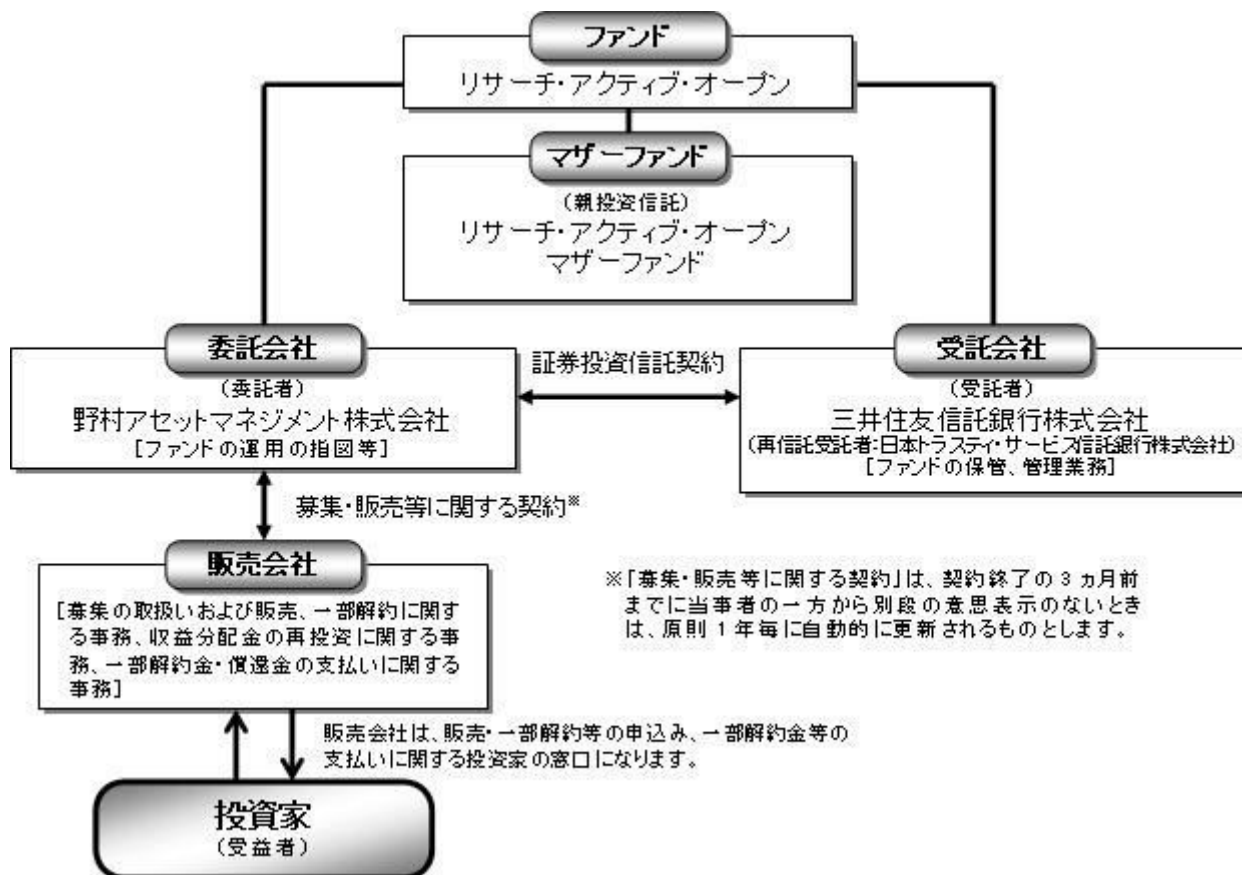 ファンド
リサーチ・アクティブ・オープン
マザーファンド
(親投資信託)
リサーチ・アクティブ・オープン
マザーファンド
委託会社
(委託者)
野村アセットマネジメント株式会社
[ファンドの運用の指図等]
証券投資信託契約
受託会社
(受託者)
三井住友信託銀行株式会社
(再信託受託者:日本トラスティ・サービス信託銀行株式会社)
[ファンドの保管、管理業務]
募集・販売等に関する契約※
販売会社
[募集の取扱いおよび販売、一部解約に関す
る事務、収益分配金の再投資に関する事
務、一部解約金・償還金の支払いに関する
事務]
※「募集・販売等に関する契約」は、契約終了の3ヵ月前
までに当事者の一方から別段の意思表示のないとき
は、原則1年毎に自動的に更新されるものとします。
販売会社は、販売・一部解約等の申込み、一部解約金等の
支払いに関する投資家の窓口になります。
投資家
(受益者)